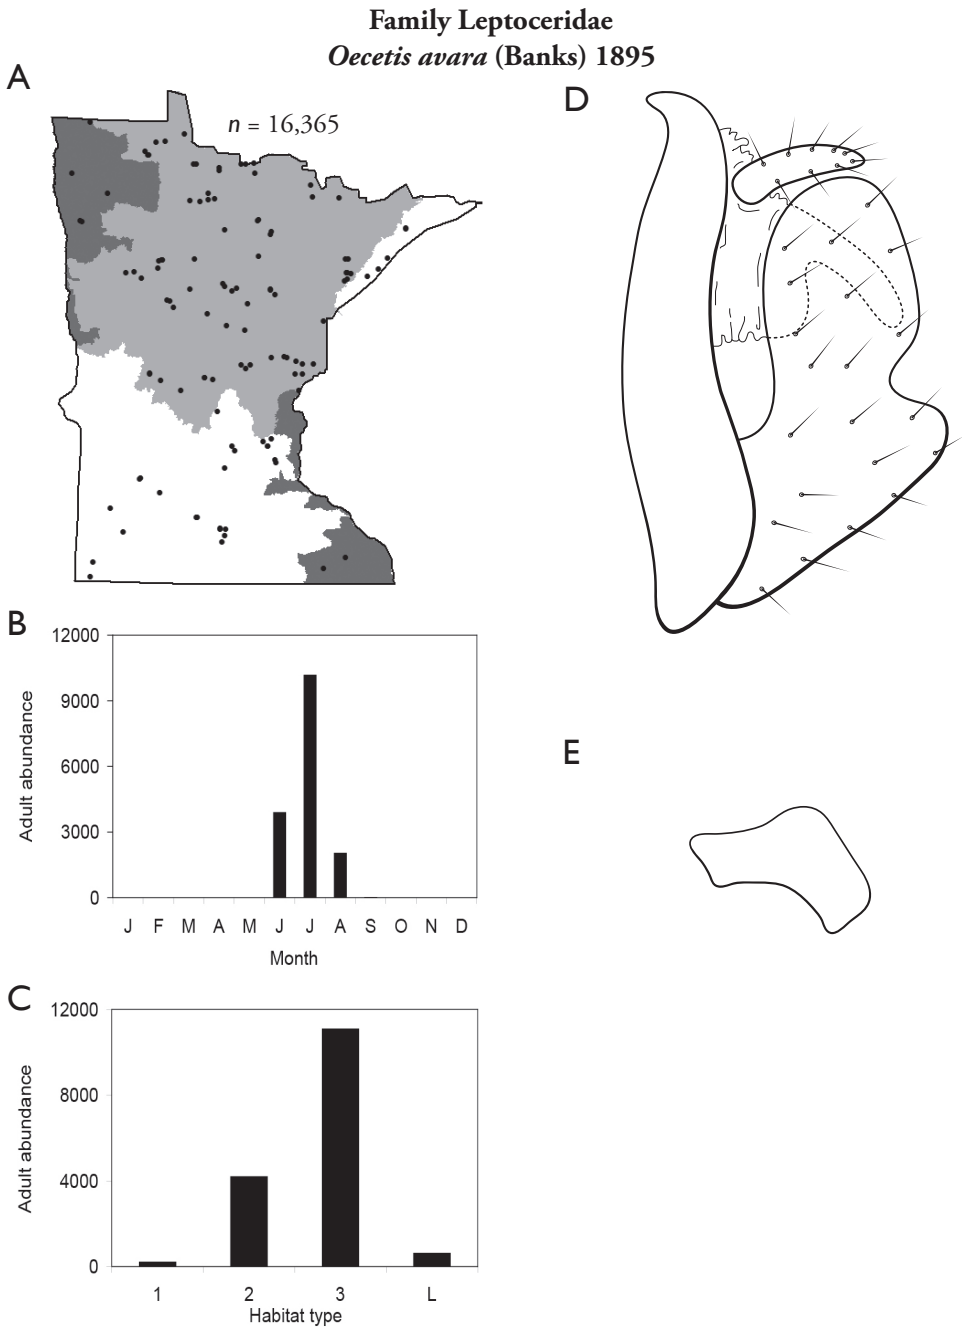 Family Leptoceridae
Oecetis avara (Banks) 1895
A
n = 16,365
D
B
12000
9000
6000
3000
0
Adult abundance
J F M A M J J A S O N D
Month
E
C
12000
8000
4000
0
Adult abundance
1 2 3 L
Habitat type